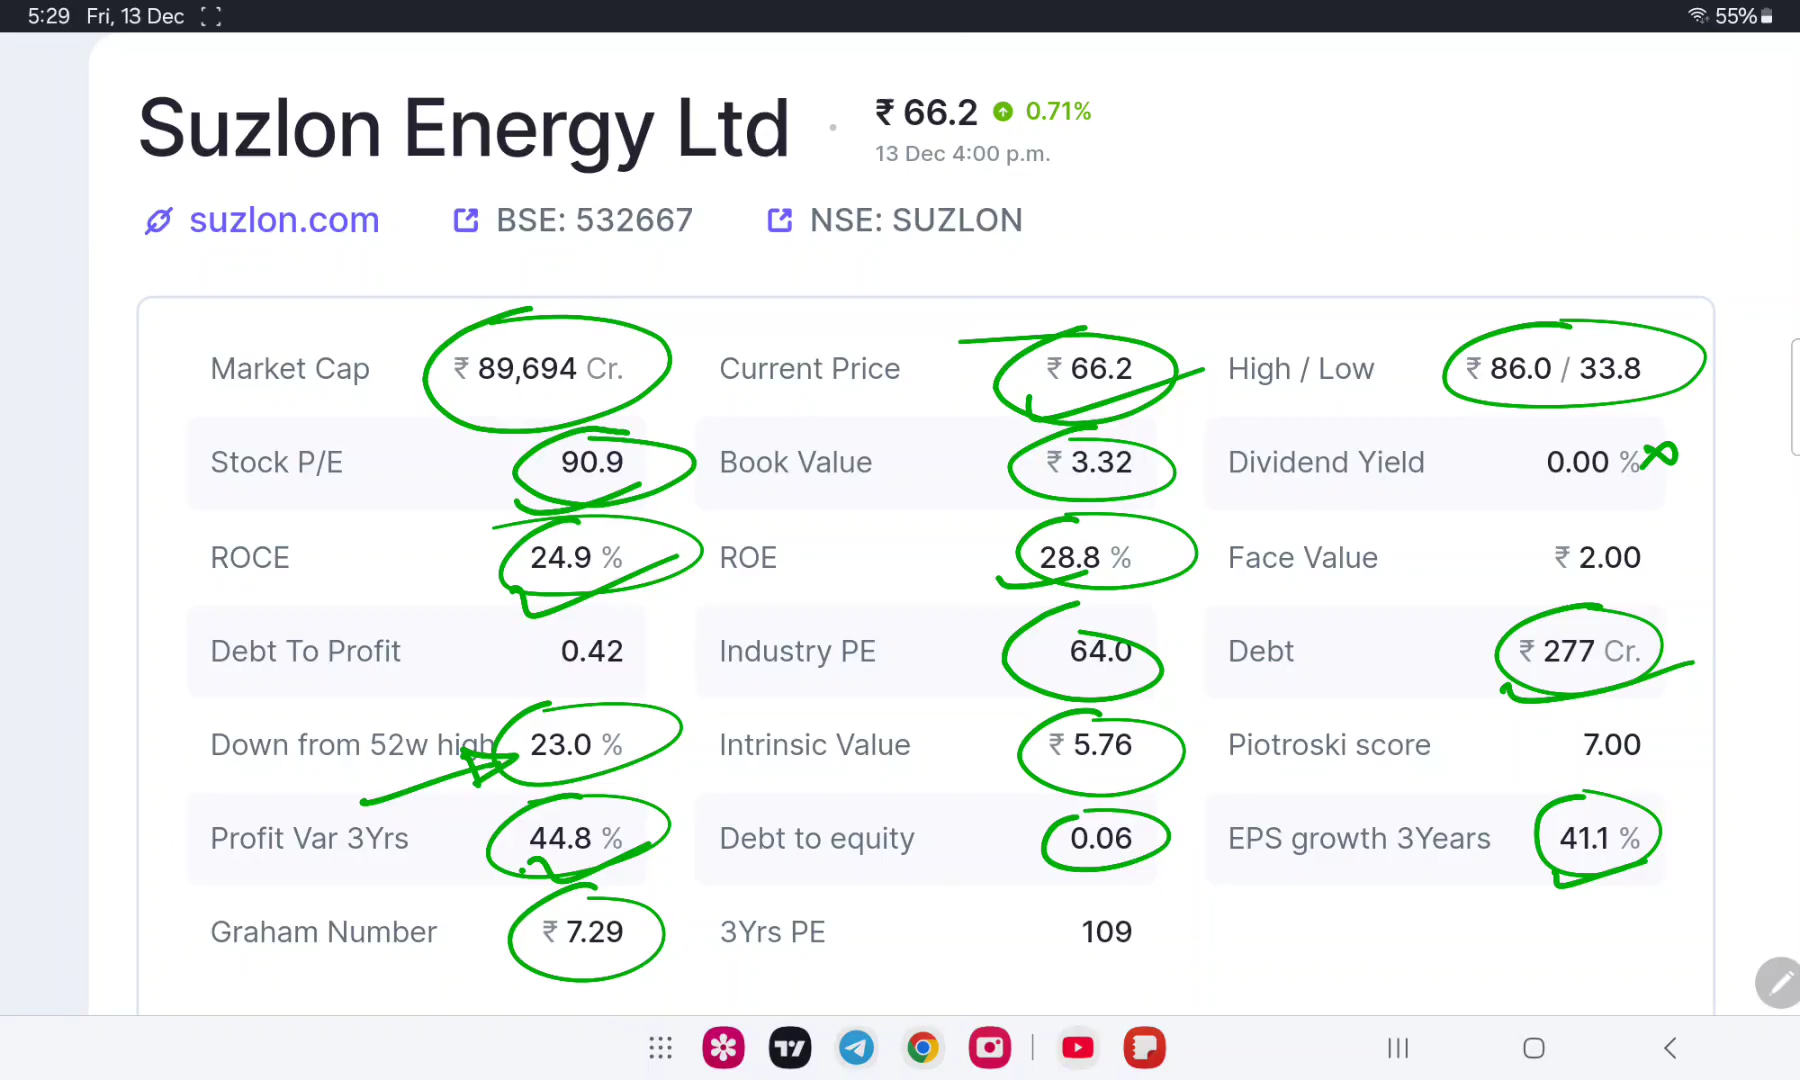 5:29 Fri, 13 Dec 55%
Suzlon Energy Ltd · ₹ 66.2 0.71%
13 Dec 4:00 p.m.
suzlon.com BSE: 532667 NSE: SUZLON
Market Cap ₹ 89,694 Cr. Current Price ₹ 66.2 High / Low ₹ 86.0 / 33.8
Stock P/E 90.9 Book Value ₹ 3.32 Dividend Yield 0.00 %
ROCE 24.9 % ROE 28.8 % Face Value ₹ 2.00
Debt To Profit 0.42 Industry PE 64.0 Debt ₹ 277 Cr.
Down from 52w high 23.0 % Intrinsic Value ₹ 5.76 Piotroski score 7.00
Profit Var 3Yrs 44.8 % Debt to equity 0.06 EPS growth 3Years 41.1 %
Graham Number ₹ 7.29 3Yrs PE 109